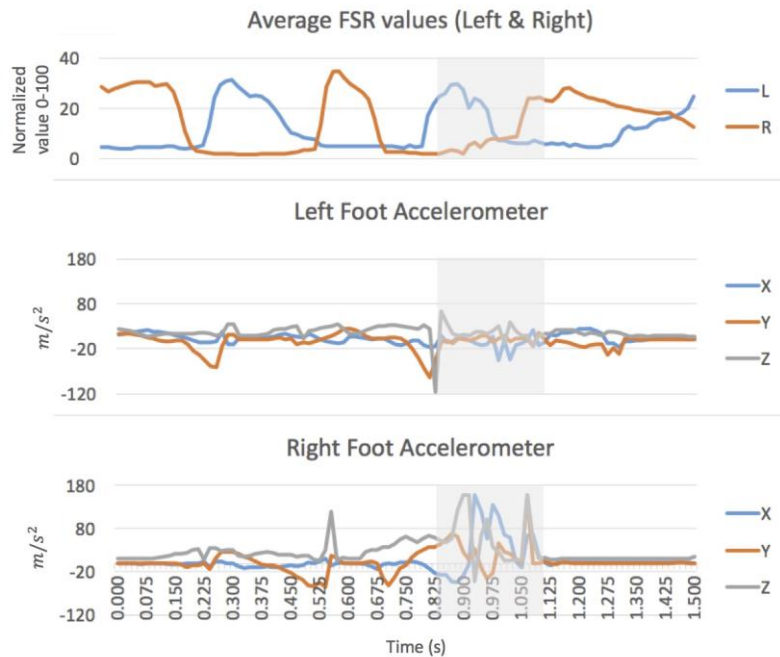 Average FSR values (Left & Right)
Normalized
value 0-100
40
20
0
L
R
Left Foot Accelerometer
m/s²
180
80
-20
-120
X
Y
Z
Right Foot Accelerometer
m/s²
180
80
-20
-120
X
Y
Z
0.000
0.075
0.150
0.225
0.300
0.375
0.450
0.525
0.600
0.675
0.750
0.825
0.900
0.975
1.050
1.125
1.200
1.275
1.350
1.425
1.500
Time (s)